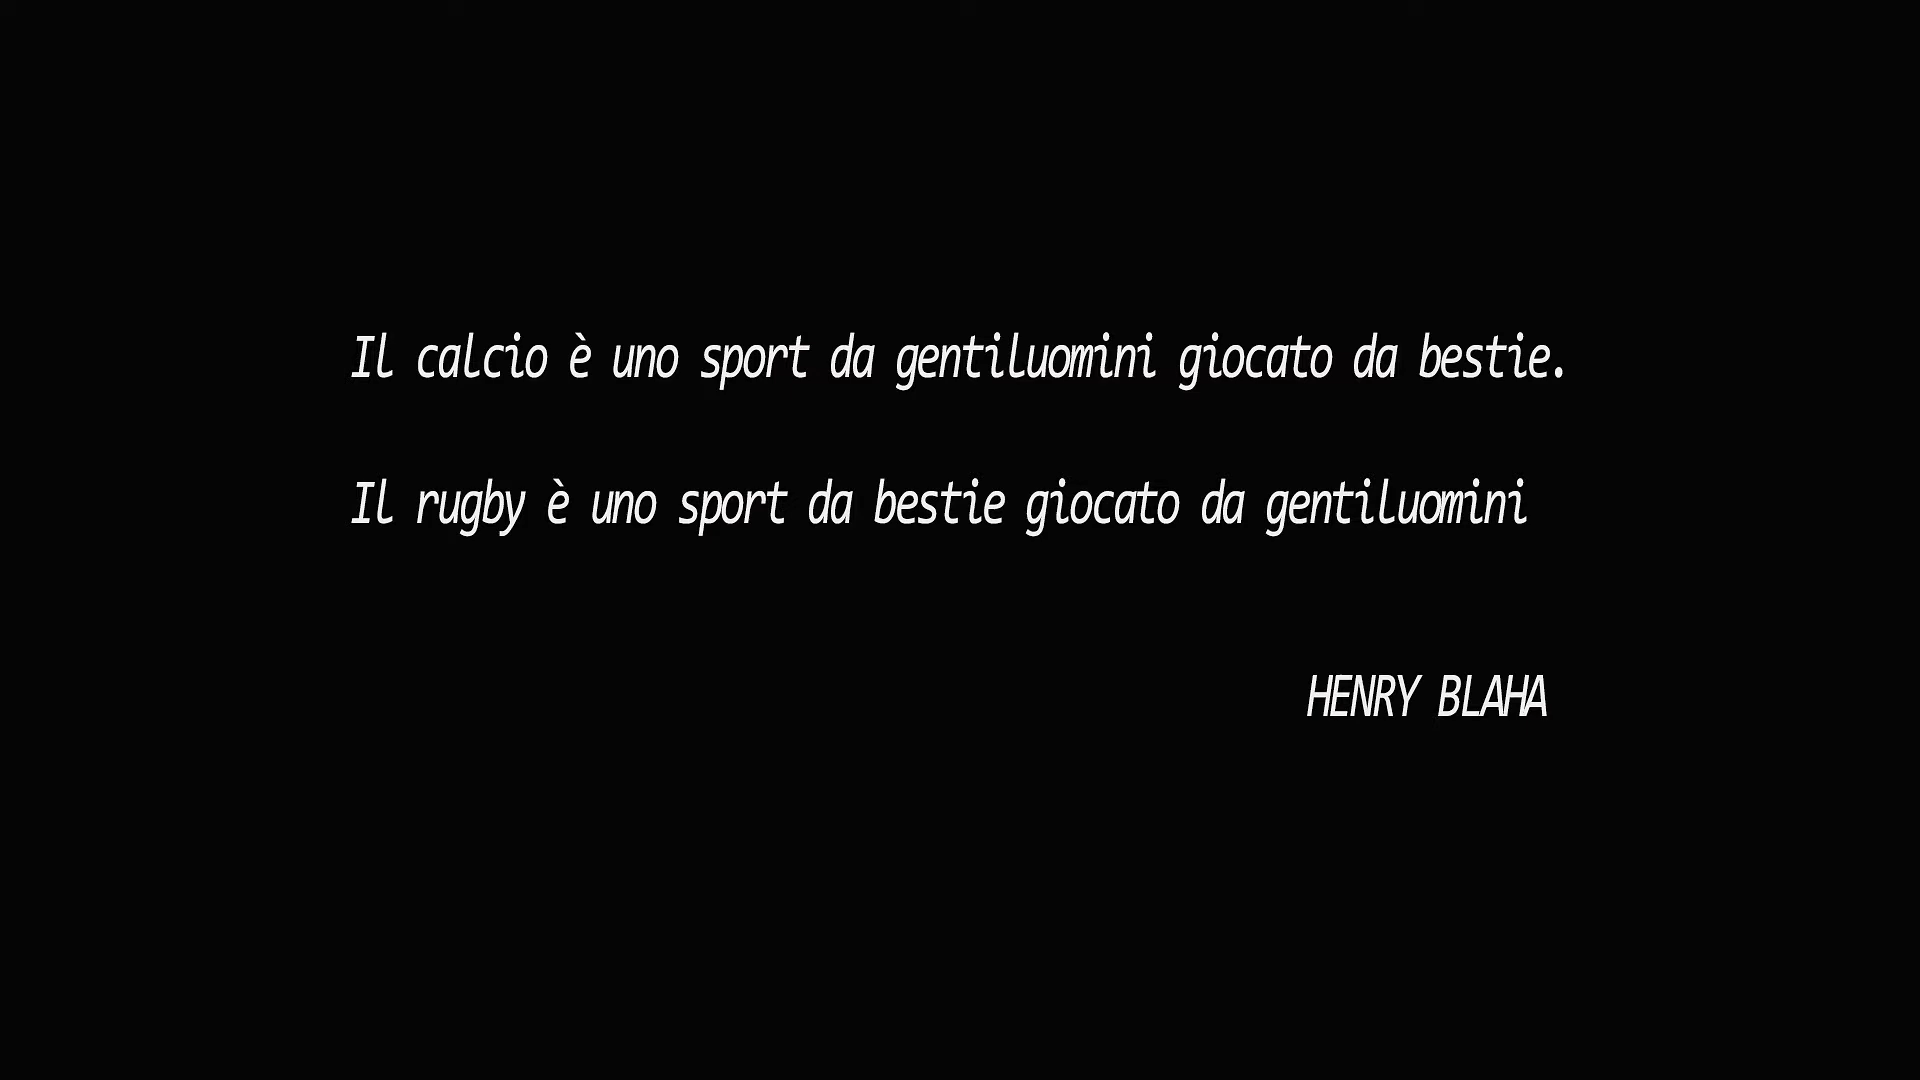 Il calcio è uno sport da gentiluomini giocato da bestie.
Il rugby è uno sport da bestie giocato da gentiluomini
HENRY BLAHA